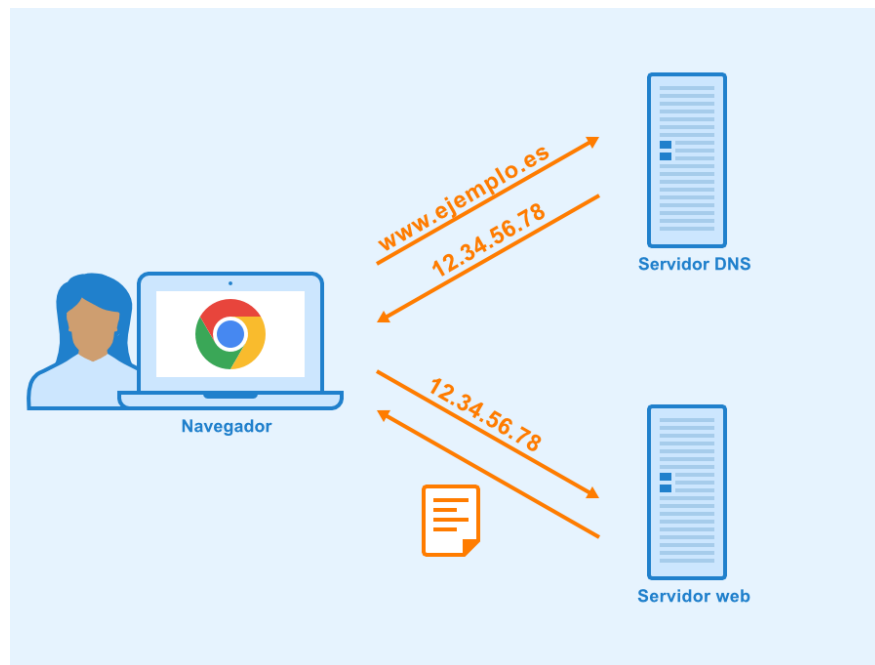 www.ejemplo.es
12.34.56.78
Servidor DNS
Navegador
12.34.56.78
Servidor web